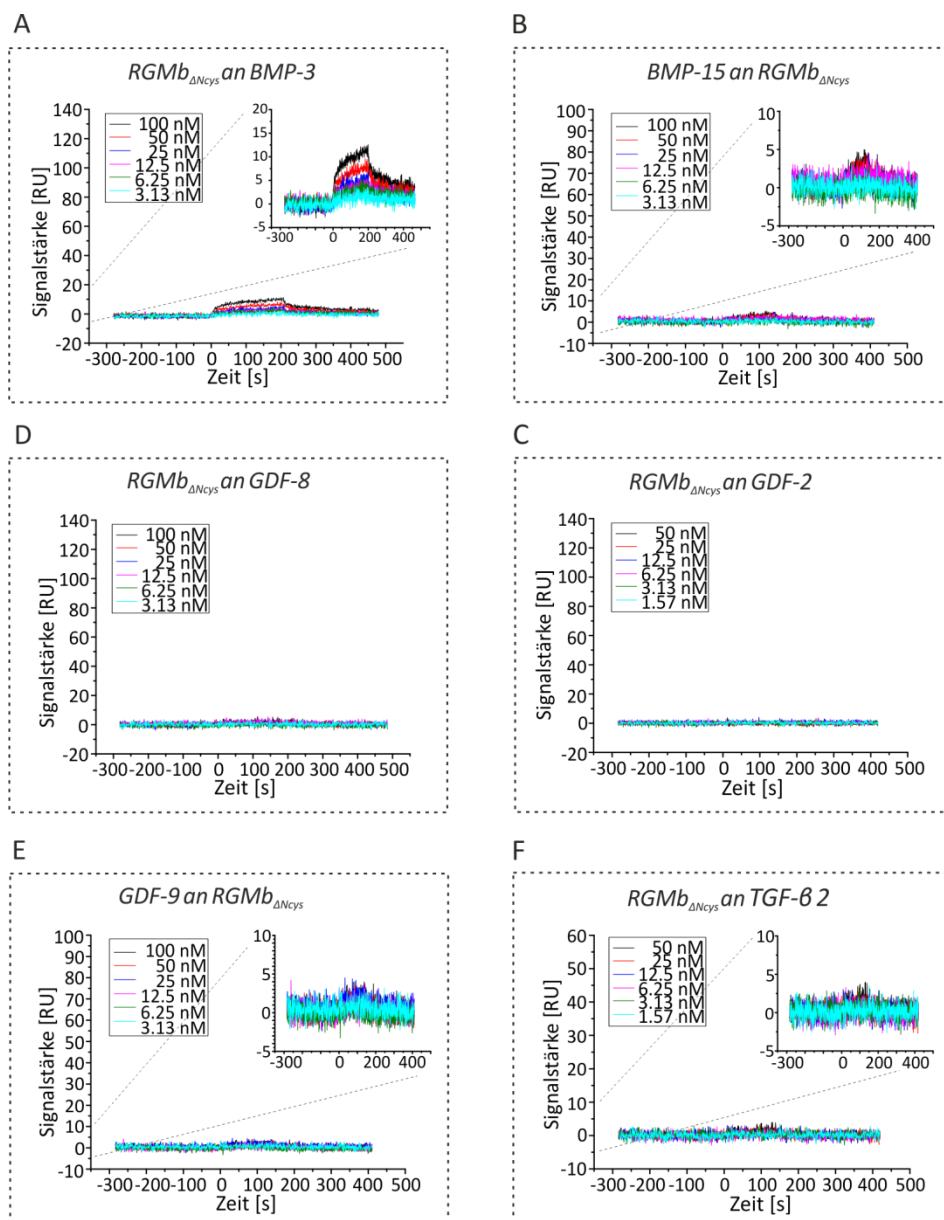 A
RGMb ΔNcys an BMP-3
Signalstärke [RU]
140
120
100
80
60
40
20
0
-20
100 nM
50 nM
25 nM
12.5 nM
6.25 nM
3.13 nM
20
15
10
5
0
-5
-300 0 200 400
-300 -200 -100 0 100 200 300 400 500
Zeit [s]
B
BMP-15 an RGMb ΔNcys
Signalstärke [RU]
100
90
80
70
60
50
40
30
20
10
0
-10
100 nM
50 nM
25 nM
12.5 nM
6.25 nM
3.13 nM
10
5
0
-5
-300 0 200 400
-300 -200 -100 0 100 200 300 400 500
Zeit [s]
D
RGMb ΔNcys an GDF-8
Signalstärke [RU]
140
120
100
80
60
40
20
0
-20
100 nM
50 nM
25 nM
12.5 nM
6.25 nM
3.13 nM
-300 -200 -100 0 100 200 300 400 500
Zeit [s]
C
RGMb ΔNcys an GDF-2
Signalstärke [RU]
140
120
100
80
60
40
20
0
-20
50 nM
25 nM
12.5 nM
6.25 nM
3.13 nM
1.57 nM
-300 -200 -100 0 100 200 300 400 500
Zeit [s]
E
GDF-9 an RGMb ΔNcys
Signalstärke [RU]
100
90
80
70
60
50
40
30
20
10
0
-10
100 nM
50 nM
25 nM
12.5 nM
6.25 nM
3.13 nM
10
5
0
-5
-300 0 200 400
-300 -200 -100 0 100 200 300 400 500
Zeit [s]
F
RGMb ΔNcys an TGF-β 2
Signalstärke [RU]
60
50
40
30
20
10
0
-10
50 nM
25 nM
12.5 nM
6.25 nM
3.13 nM
1.57 nM
10
5
0
-5
-300 0 200 400
-300 -200 -100 0 100 200 300 400 500
Zeit [s]